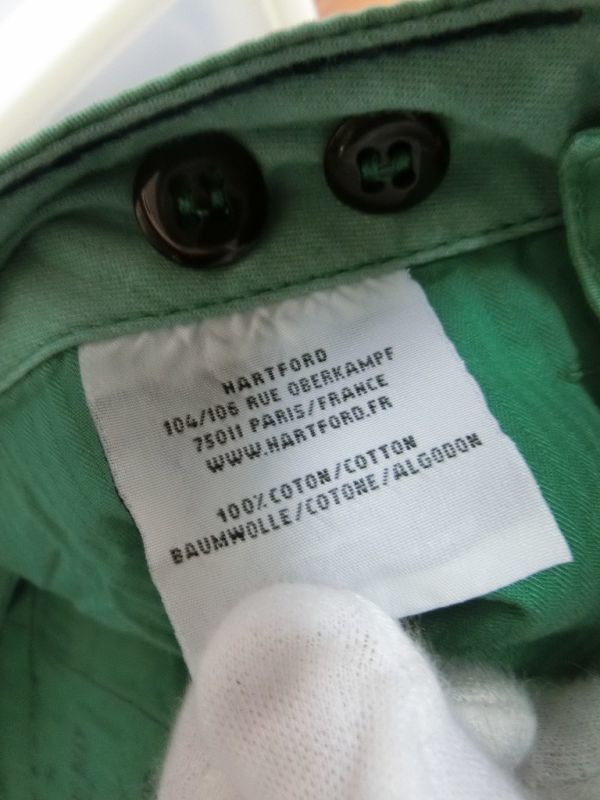 HARTFORD
104/106 RUE OBERKAMPF
75011 PARIS/FRANCE
WWW.HARTFORD.FR
100% COTON/COTTON
BAUMWOLLE/COTONE/ALGODON